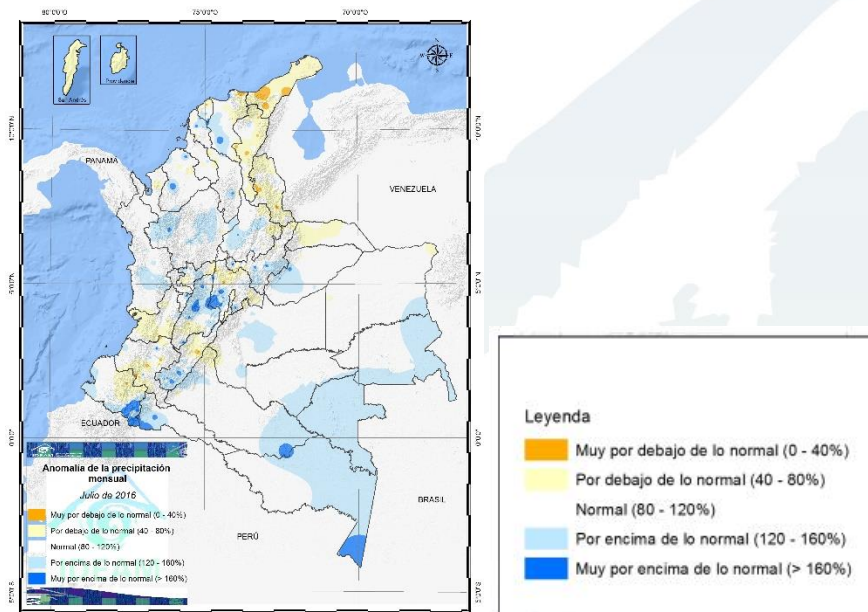 80°0'0"O
75°0'0"O
70°0'0"O
San Andrés
Providencia
N
PANAMÁ
VENEZUELA
ECUADOR
PERÚ
BRASIL
IDEAM
Anomalía de la precipitación
mensual
Julio de 2016
Muy por debajo de lo normal (0 - 40%)
Por debajo de lo normal (40 - 80%)
Normal (80 - 120%)
Por encima de lo normal (120 - 160%)
Muy por encima de lo normal (> 160%)
Leyenda
Muy por debajo de lo normal (0 - 40%)
Por debajo de lo normal (40 - 80%)
Normal (80 - 120%)
Por encima de lo normal (120 - 160%)
Muy por encima de lo normal (> 160%)